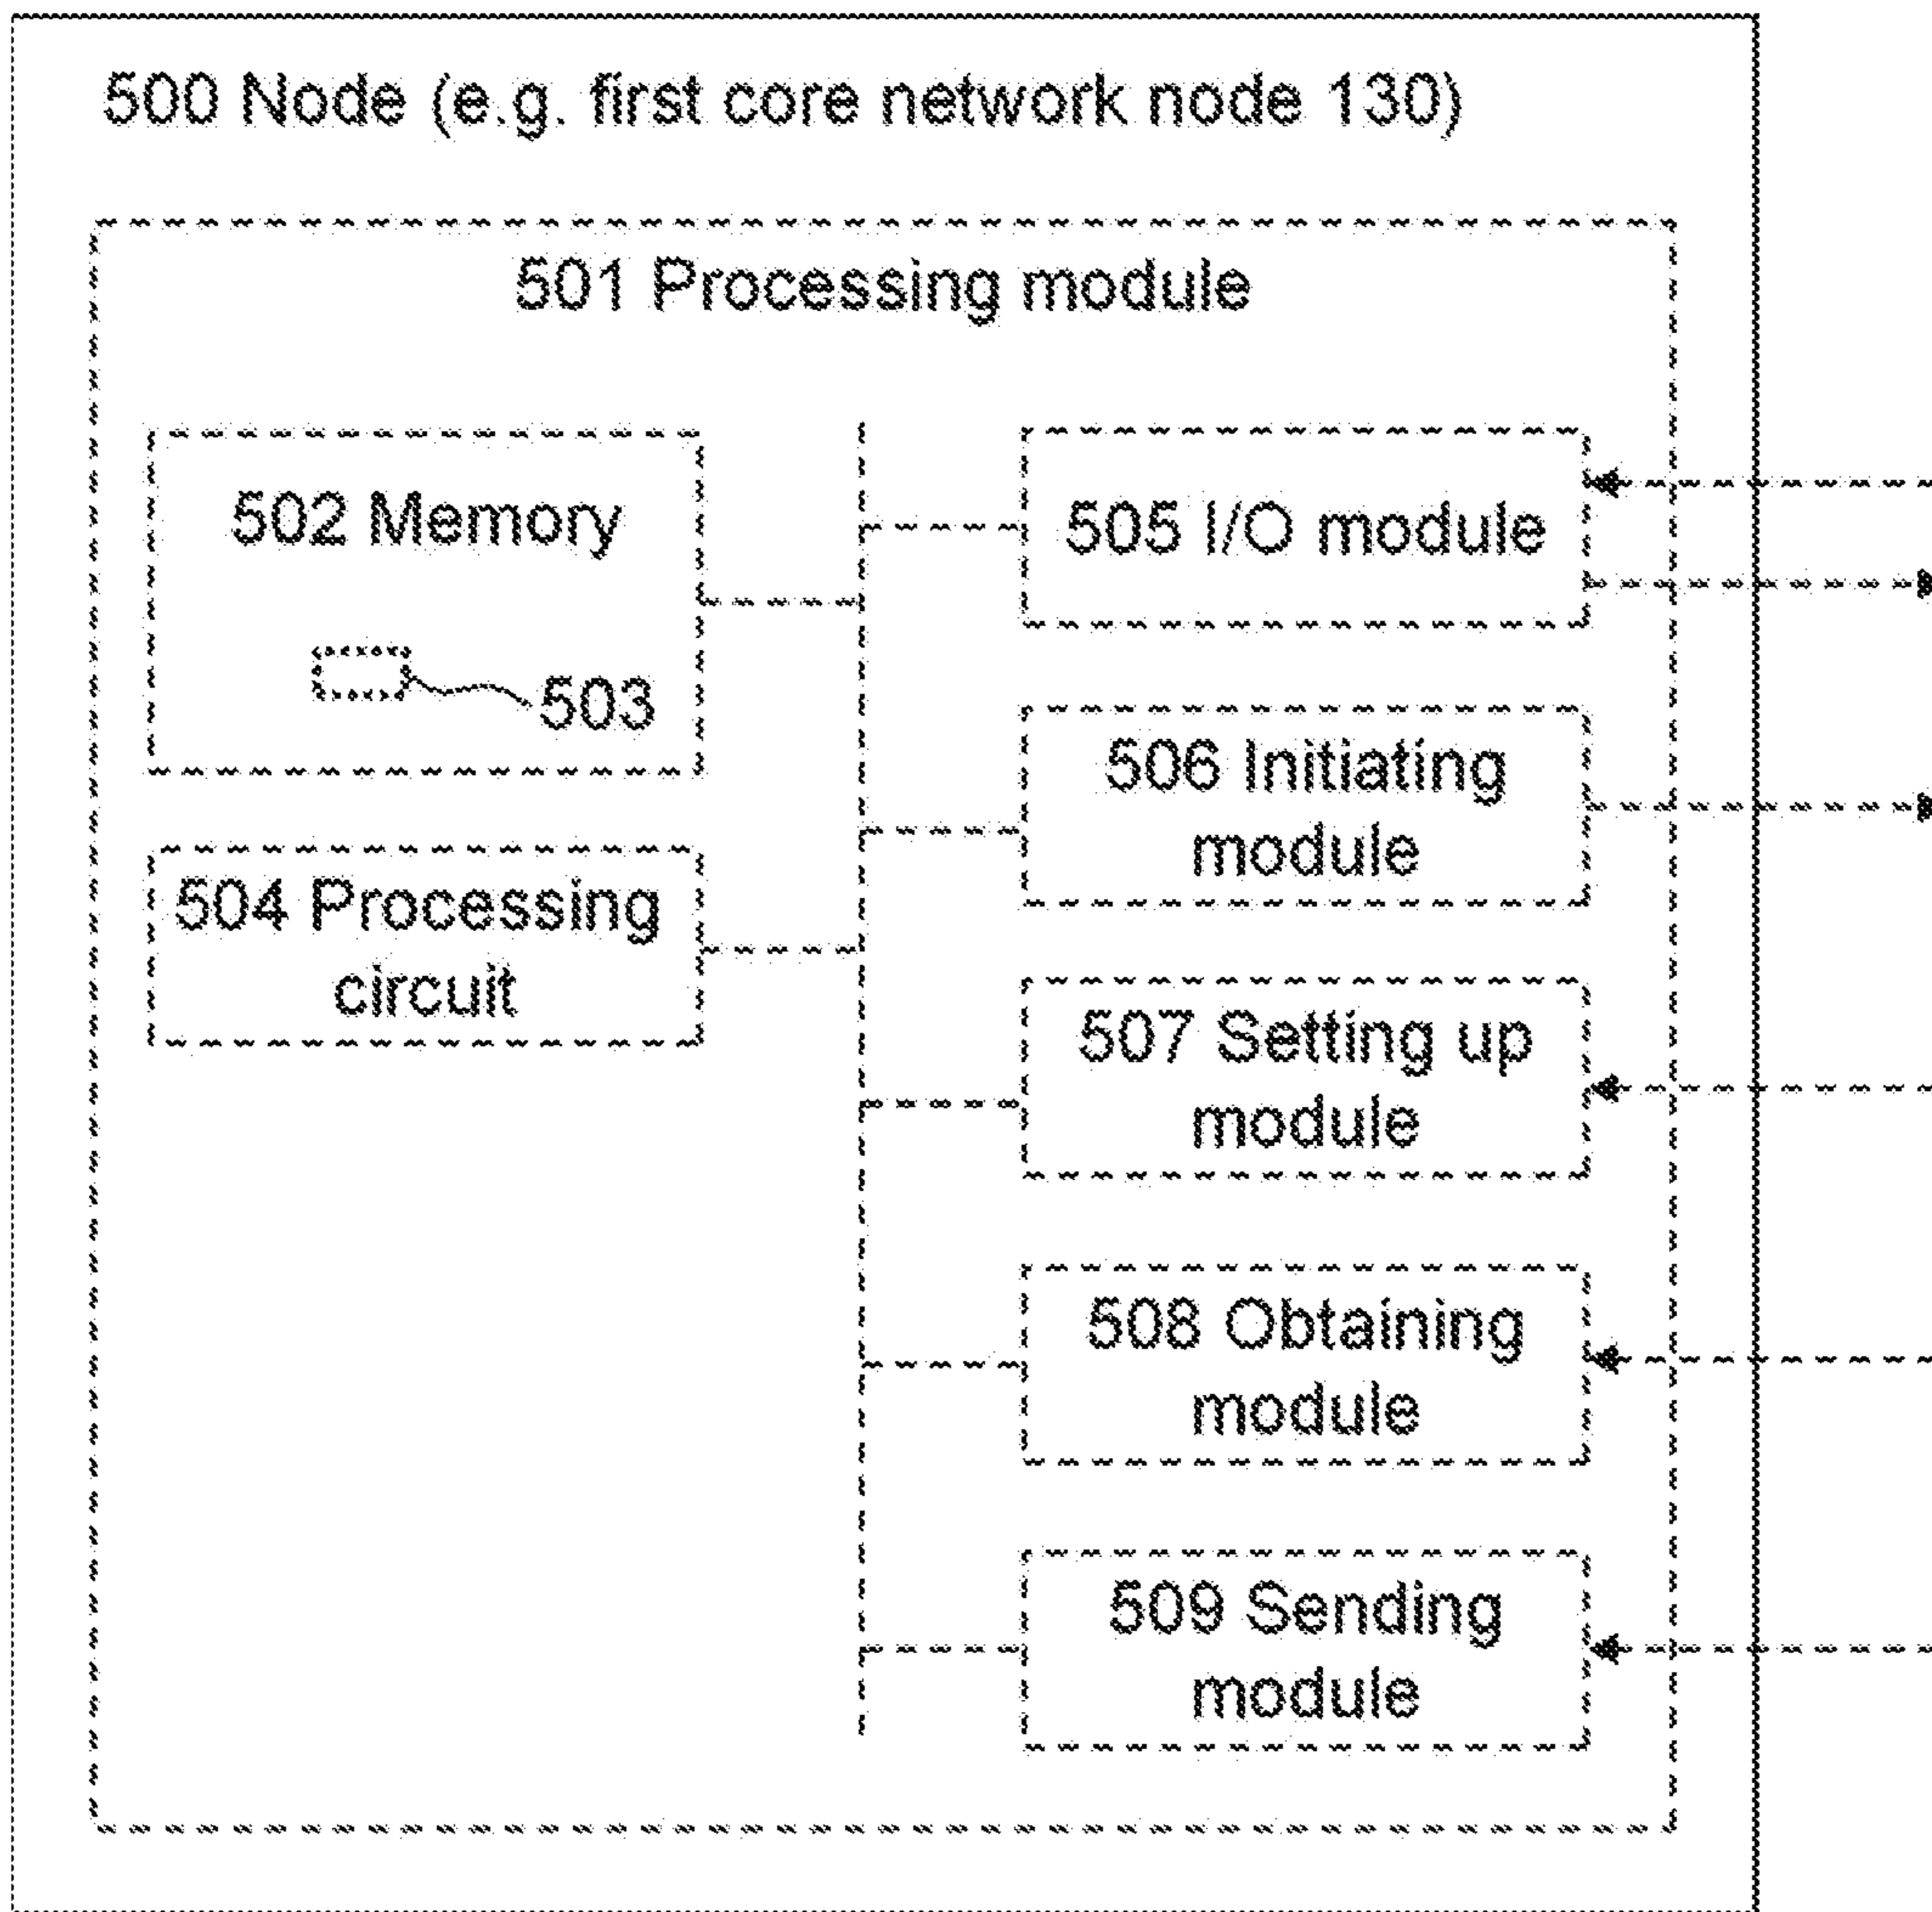 500 Node (e.g. first core network node 130)
501 Processing module
502 Memory
503
504 Processing
circuit
505 I/O module
506 Initiating
module
507 Setting up
module
508 Obtaining
module
509 Sending
module